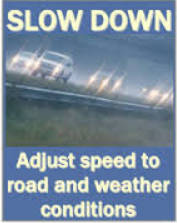 SLOW DOWN
Adjust speed to
road and weather
conditions